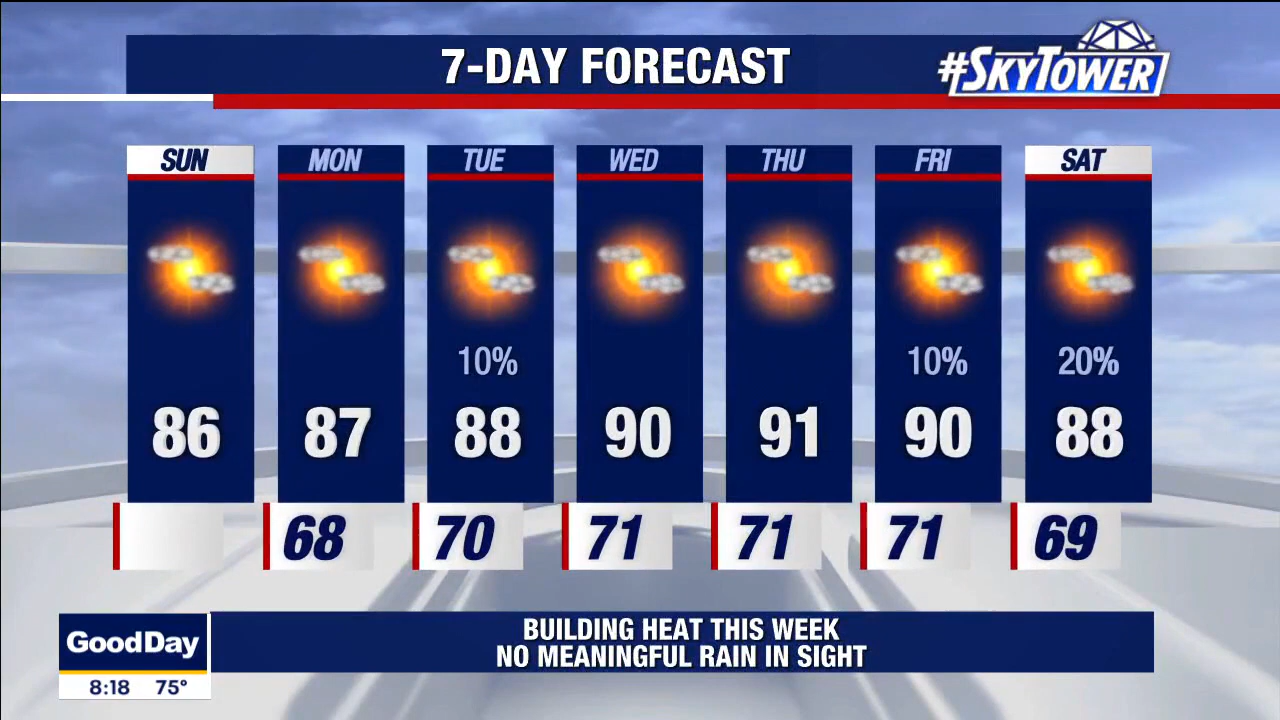 7-DAY FORECAST
#SKYTOWER
SUN MON TUE WED THU FRI SAT
10% 10% 20%
86 87 88 90 91 90 88
68 70 71 71 71 69
GoodDay
8:18 75°
BUILDING HEAT THIS WEEK
NO MEANINGFUL RAIN IN SIGHT